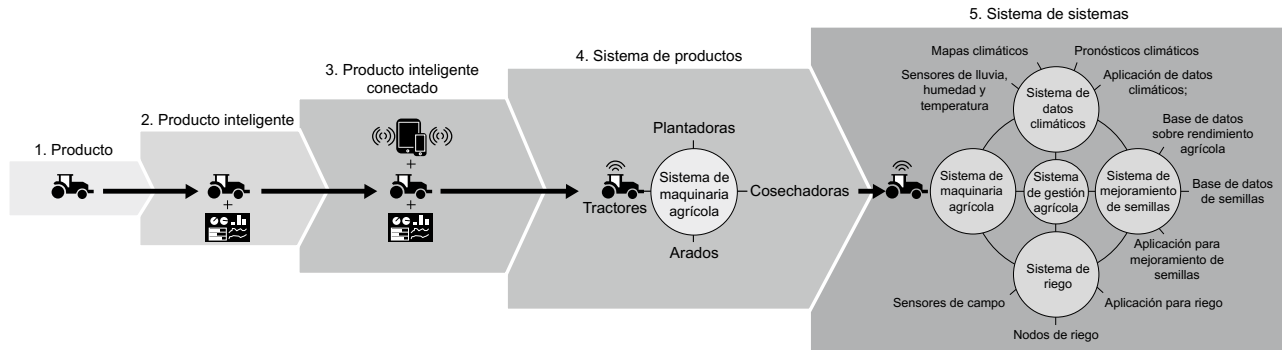 1. Producto
2. Producto inteligente
3. Producto inteligente
conectado
+
+
+
4. Sistema de productos
Plantadoras
Tractores
Sistema de
maquinaria
agrícola
Cosechadoras
Arados
5. Sistema de sistemas
Mapas climáticos
Pronósticos climáticos
Sensores de lluvia,
humedad y
temperatura
Sistema de
datos
climáticos
Aplicación de datos
climáticos;
Base de datos
sobre rendimiento
agrícola
Sistema de
maquinaria
agrícola
Sistema
de gestión
agrícola
Sistema de
mejoramiento
de semillas
Base de datos
de semillas
Aplicación para
mejoramiento de
semillas
Sistema de
riego
Sensores de campo
Aplicación para riego
Nodos de riego